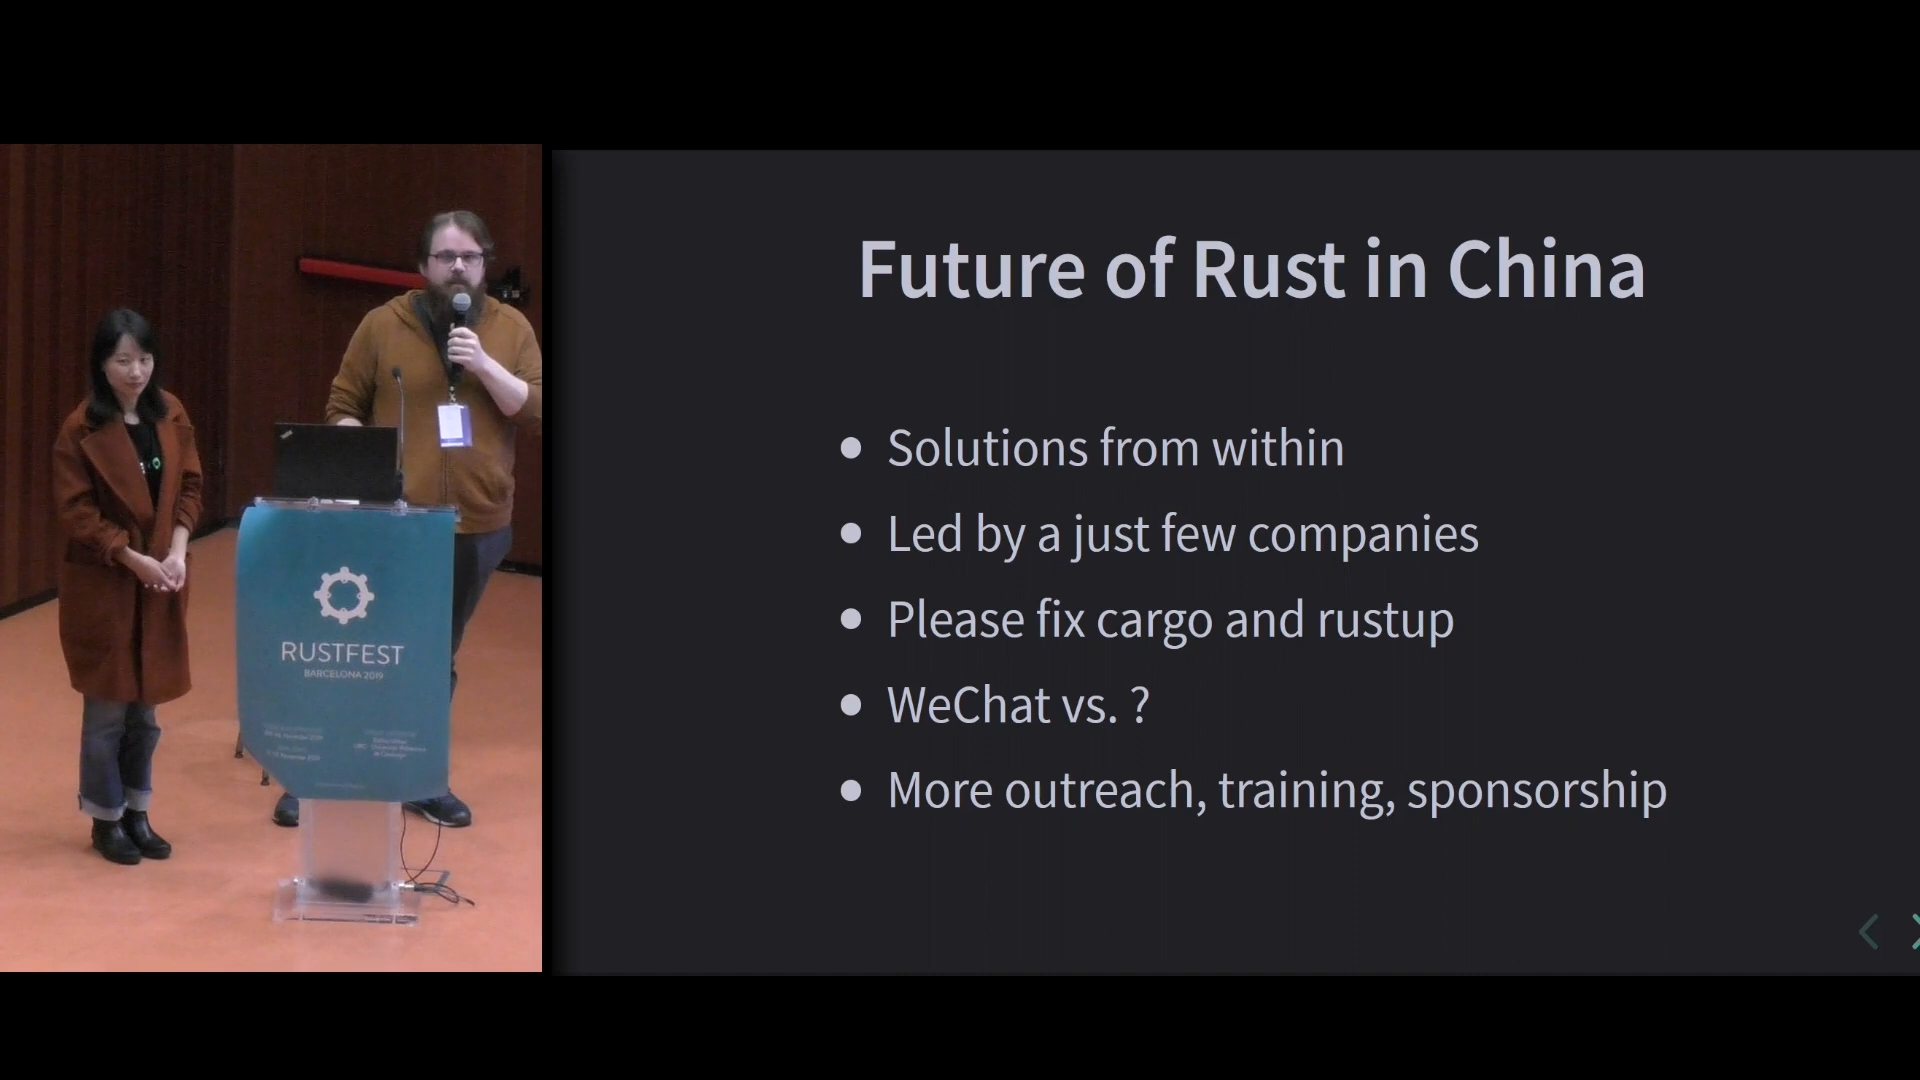 Future of Rust in China
Solutions from within
Led by a just few companies
Please fix cargo and rustup
WeChat vs. ?
More outreach, training, sponsorship
RUSTFEST
BARCELONA 2019